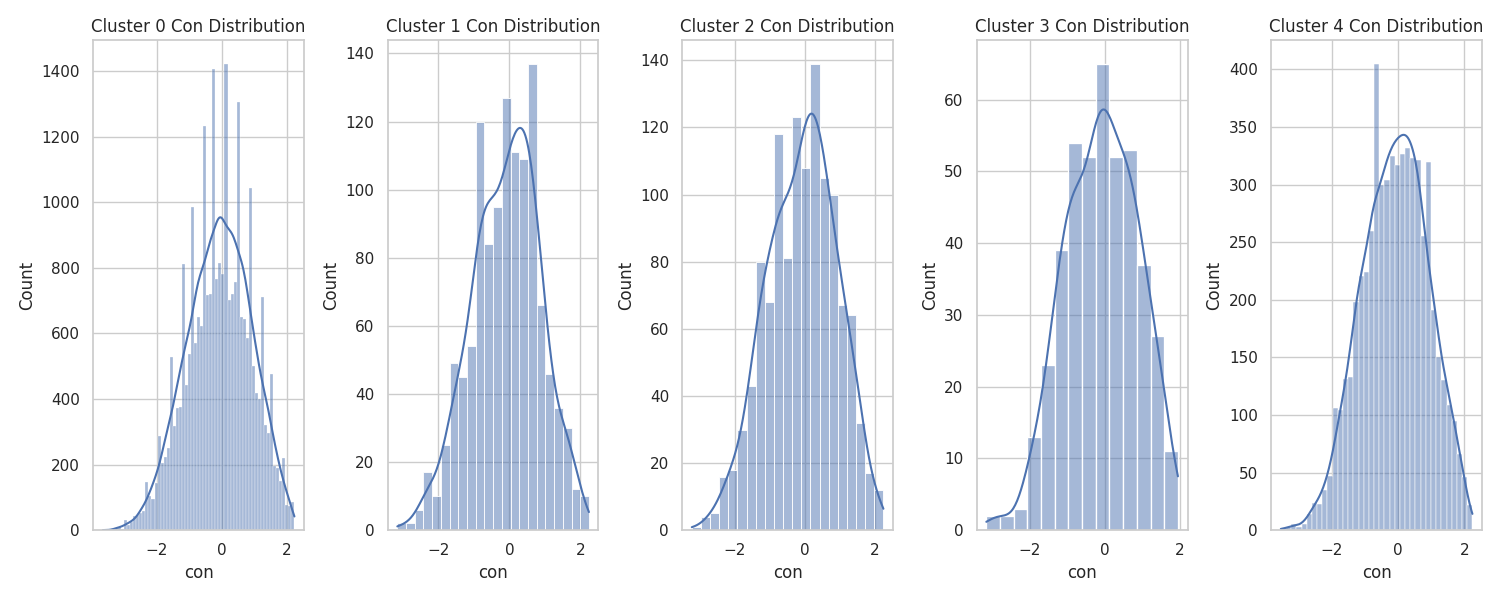 Cluster 0 Con Distribution
1400
1200
1000
800
600
400
200
0
Count
−2 0 2
con
Cluster 1 Con Distribution
140
120
100
80
60
40
20
0
Count
−2 0 2
con
Cluster 2 Con Distribution
140
120
100
80
60
40
20
0
Count
−2 0 2
con
Cluster 3 Con Distribution
60
50
40
30
20
10
0
Count
−2 0 2
con
Cluster 4 Con Distribution
400
350
300
250
200
150
100
50
0
Count
−2 0 2
con